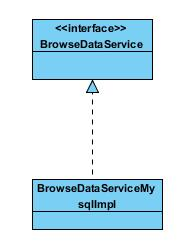 <<interface>>
BrowseDataService
BrowseDataServiceMy
sqlImpl